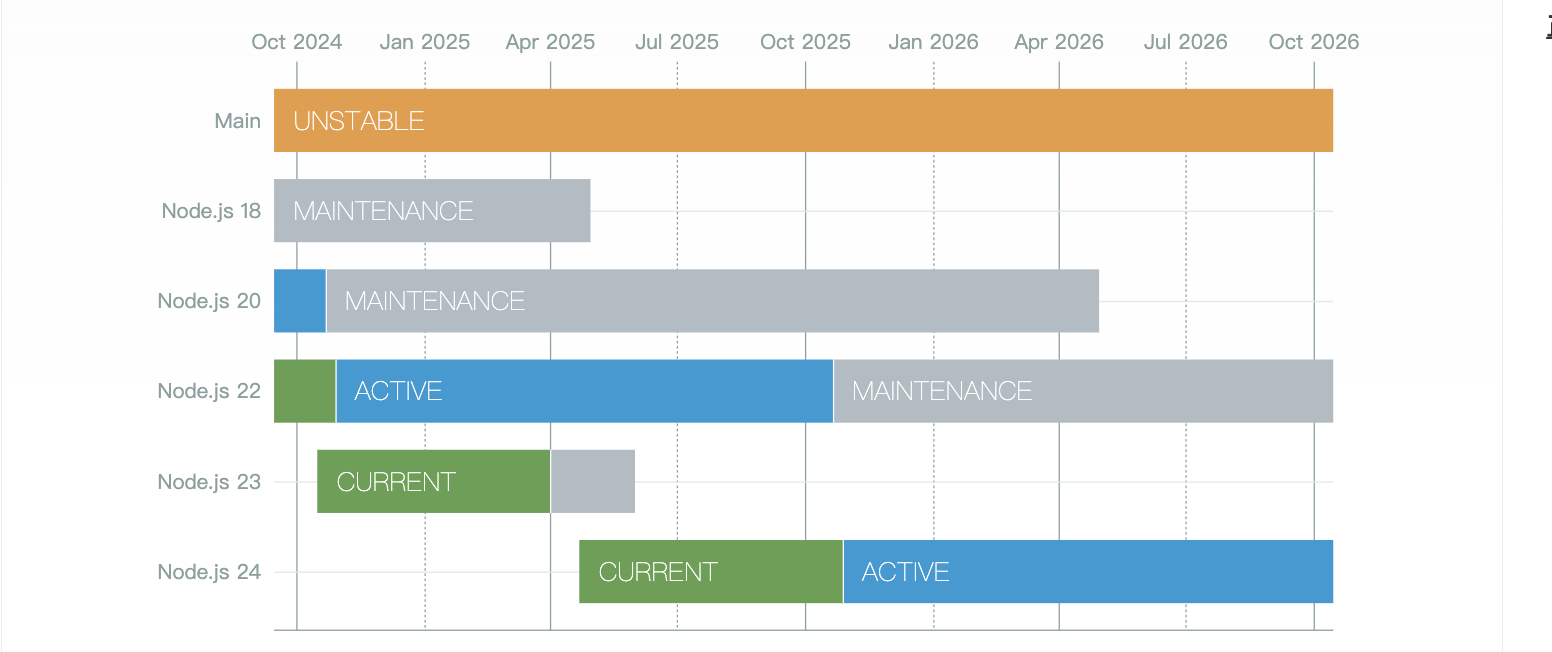 Oct 2024 Jan 2025 Apr 2025 Jul 2025 Oct 2025 Jan 2026 Apr 2026 Jul 2026 Oct 2026
Main UNSTABLE
Node.js 18 MAINTENANCE
Node.js 20 MAINTENANCE
Node.js 22 ACTIVE MAINTENANCE
Node.js 23 CURRENT
Node.js 24 CURRENT ACTIVE